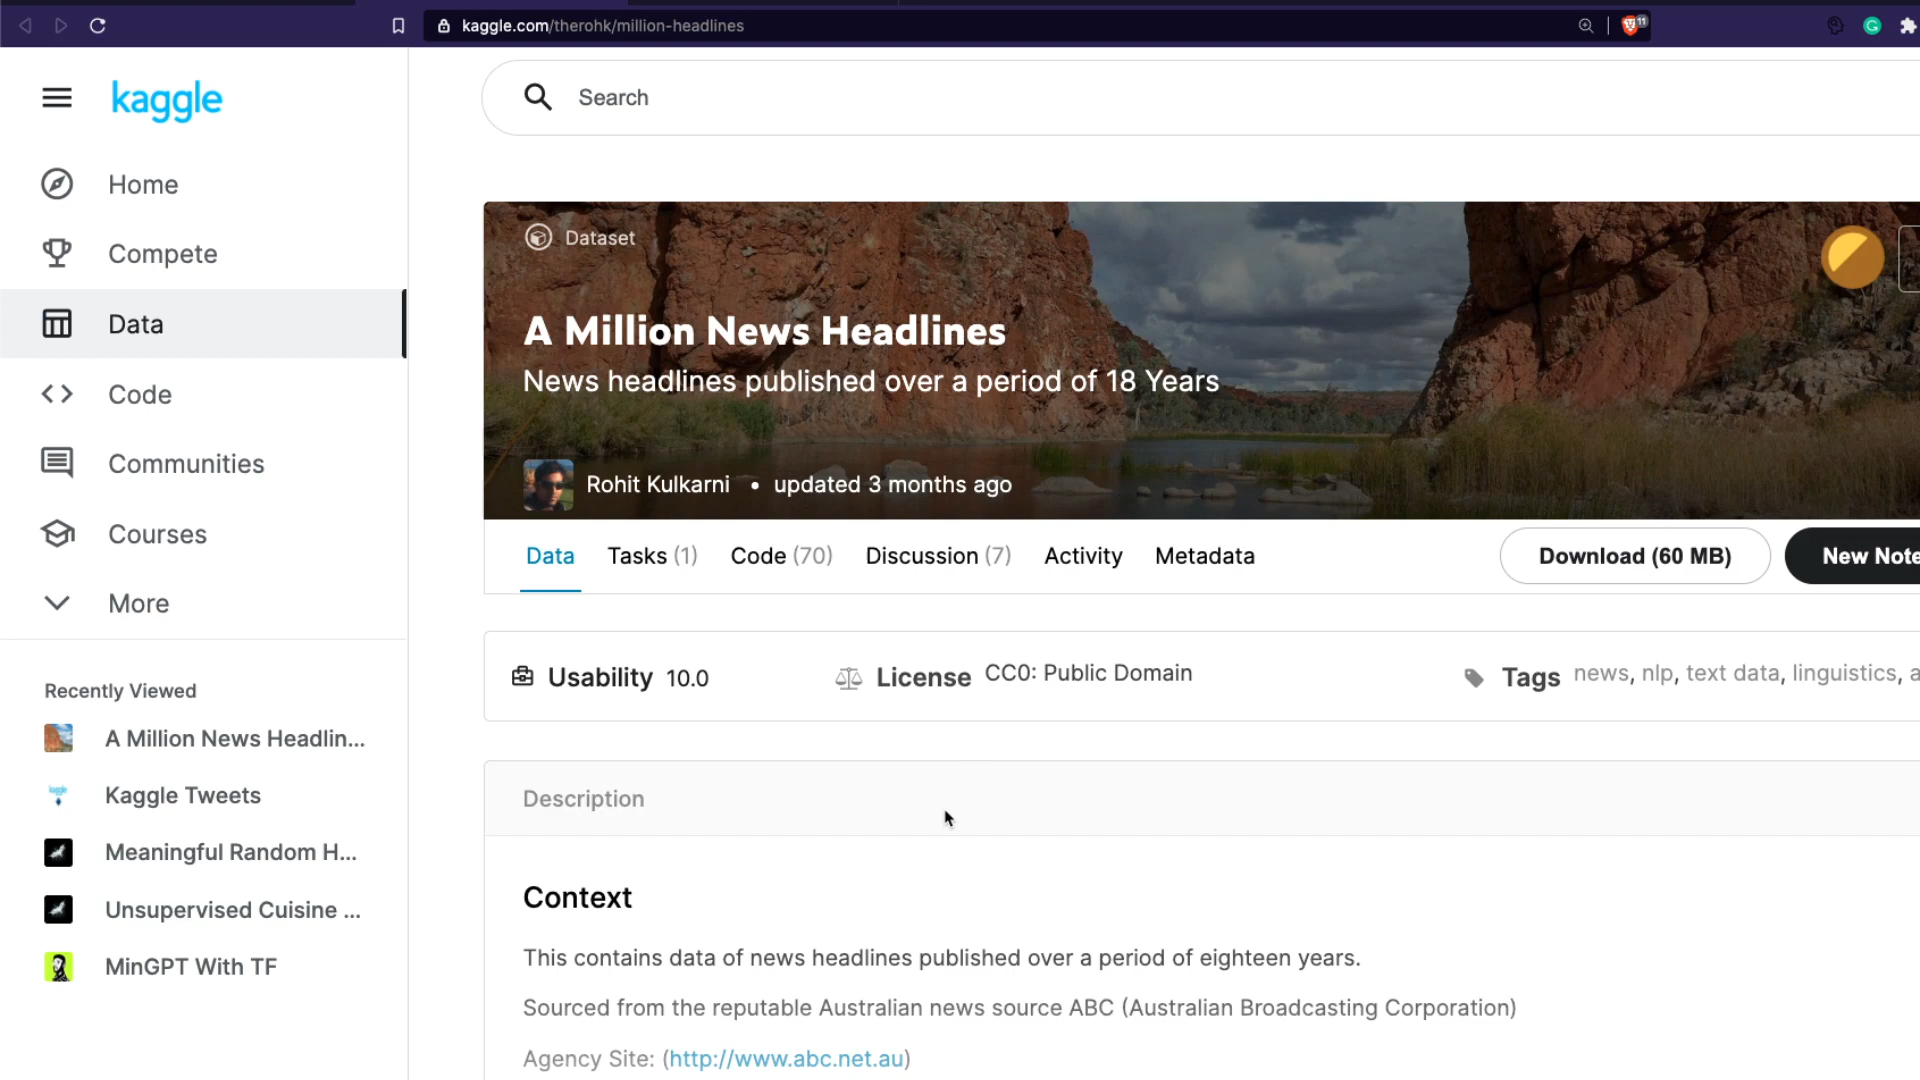 kaggle.com/therohk/million-headlines
11
kaggle
Search
Home
Compete
Data
Code
Communities
Courses
More
Recently Viewed
A Million News Headlin...
Kaggle Tweets
Meaningful Random H...
Unsupervised Cuisine ...
MinGPT With TF
Dataset
A Million News Headlines
News headlines published over a period of 18 Years
Rohit Kulkarni • updated 3 months ago
Data Tasks (1) Code (70) Discussion (7) Activity Metadata Download (60 MB) New Note
Usability 10.0 License CC0: Public Domain Tags news, nlp, text data, linguistics, a
Description
Context
This contains data of news headlines published over a period of eighteen years.
Sourced from the reputable Australian news source ABC (Australian Broadcasting Corporation)
Agency Site: (http://www.abc.net.au)